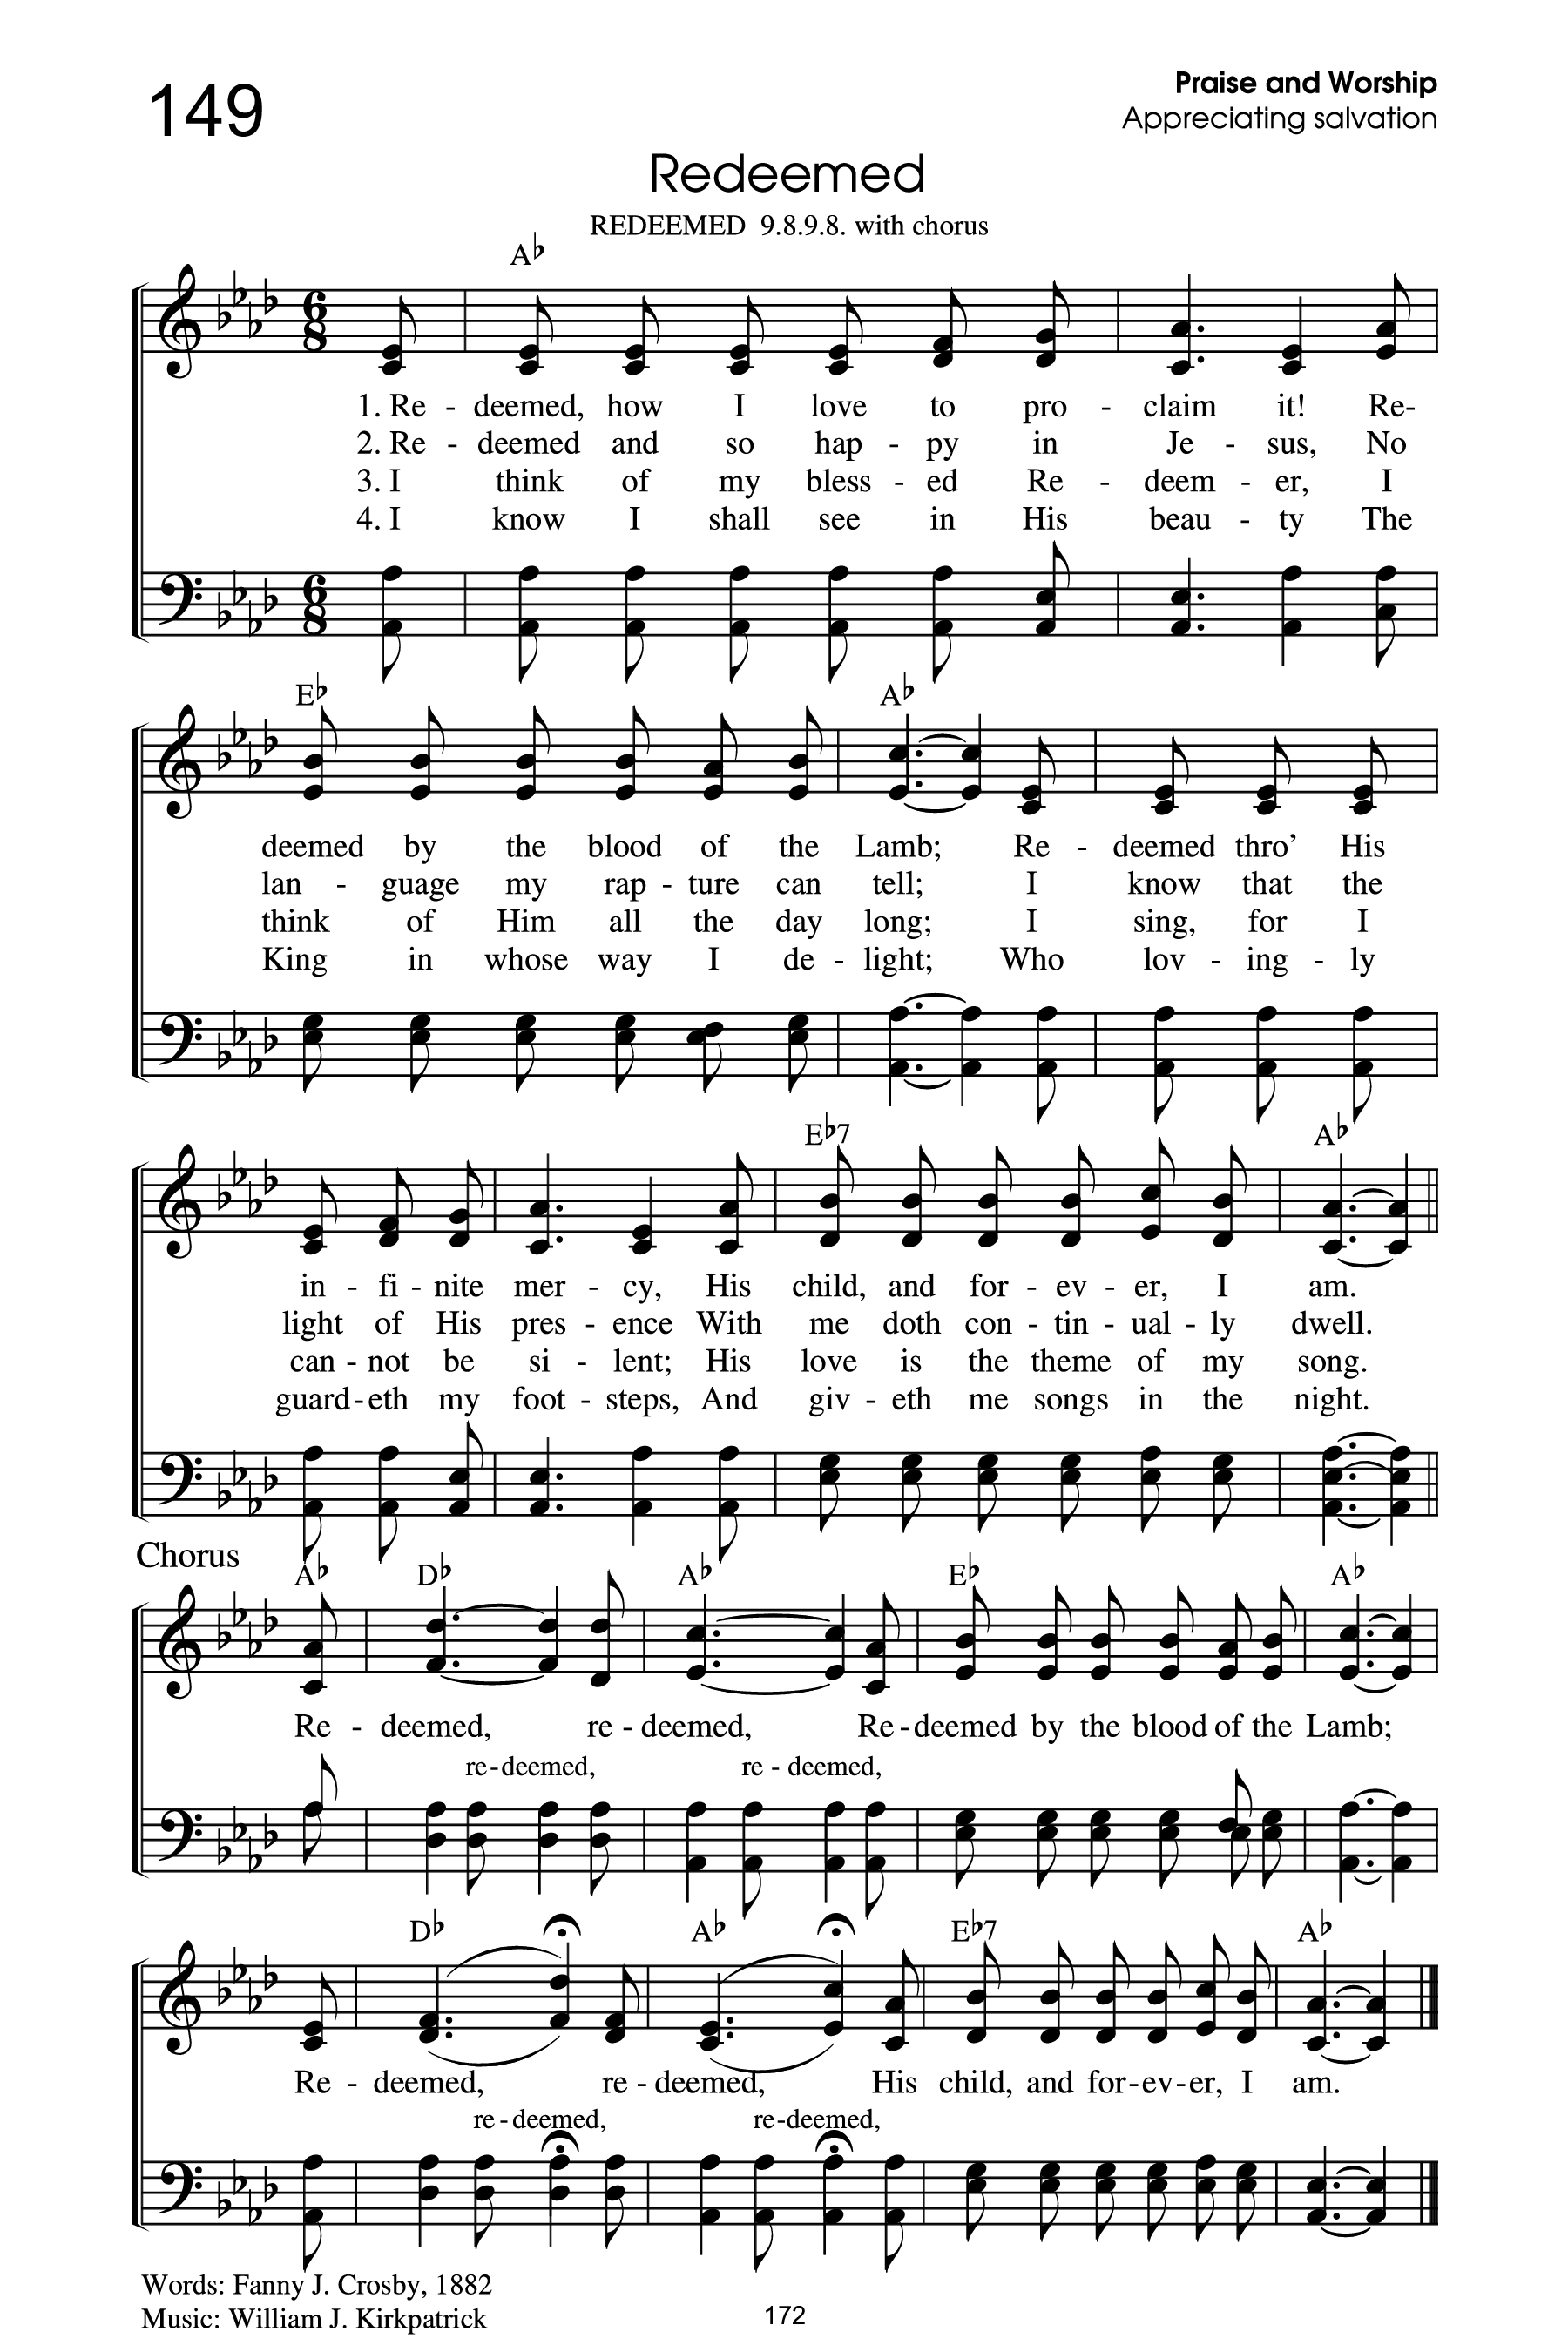 149
Praise and Worship
Appreciating salvation
Redeemed
REDEEMED 9.8.9.8. with chorus
A♭
1. Re - deemed, how I love to pro - claim it! Re-
2. Re - deemed and so hap - py in Je - sus, No
3. I think of my bless - ed Re - deem - er, I
4. I know I shall see in His beau - ty The
E♭ A♭
deemed by the blood of the Lamb; Re - deemed thro' His
lan - guage my rap - ture can tell; I know that the
think of Him all the day long; I sing, for I
King in whose way I de - light; Who lov - ing - ly
E♭7 A♭
in - fi - nite mer - cy, His child, and for - ev - er, I am.
light of His pres - ence With me doth con - tin - ual - ly dwell.
can - not be si - lent; His love is the theme of my song.
guard - eth my foot - steps, And giv - eth me songs in the night.
Chorus
A♭ D♭ A♭ E♭ A♭
Re - deemed, re - deemed, Re - deemed by the blood of the Lamb;
re - deemed, re - deemed,
D♭ A♭ E♭7 A♭
Re - deemed, re - deemed, His child, and for - ev - er, I am.
re - deemed, re - deemed,
Words: Fanny J. Crosby, 1882
Music: William J. Kirkpatrick
172